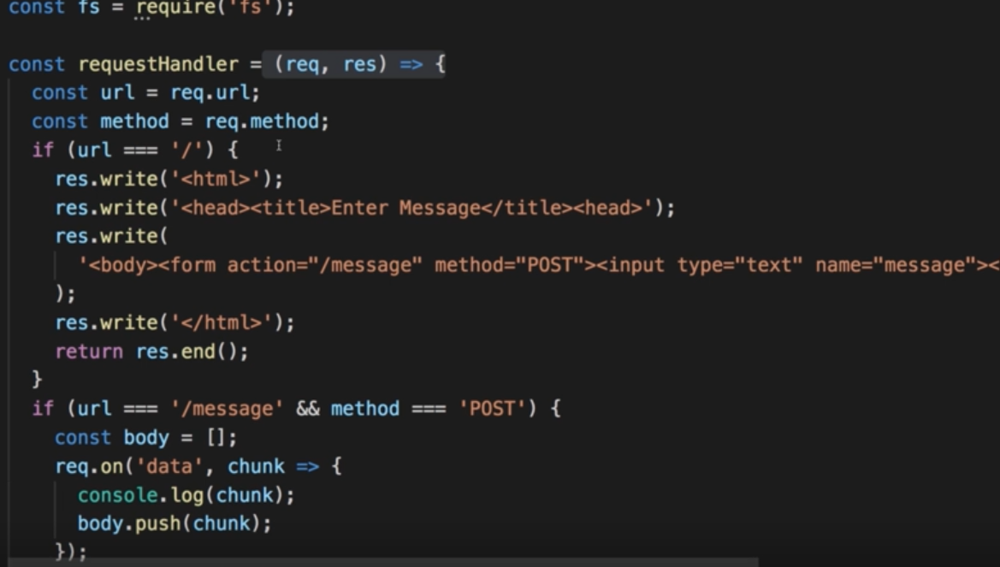 const fs = require('fs');
const requestHandler = (req, res) => {
const url = req.url;
const method = req.method;
if (url === '/') {
res.write('<html>');
res.write('<head><title>Enter Message</title><head>');
res.write(
'<body><form action="/message" method="POST"><input type="text" name="message"><
);
res.write('</html>');
return res.end();
}
if (url === '/message' && method === 'POST') {
const body = [];
req.on('data', chunk => {
console.log(chunk);
body.push(chunk);
});